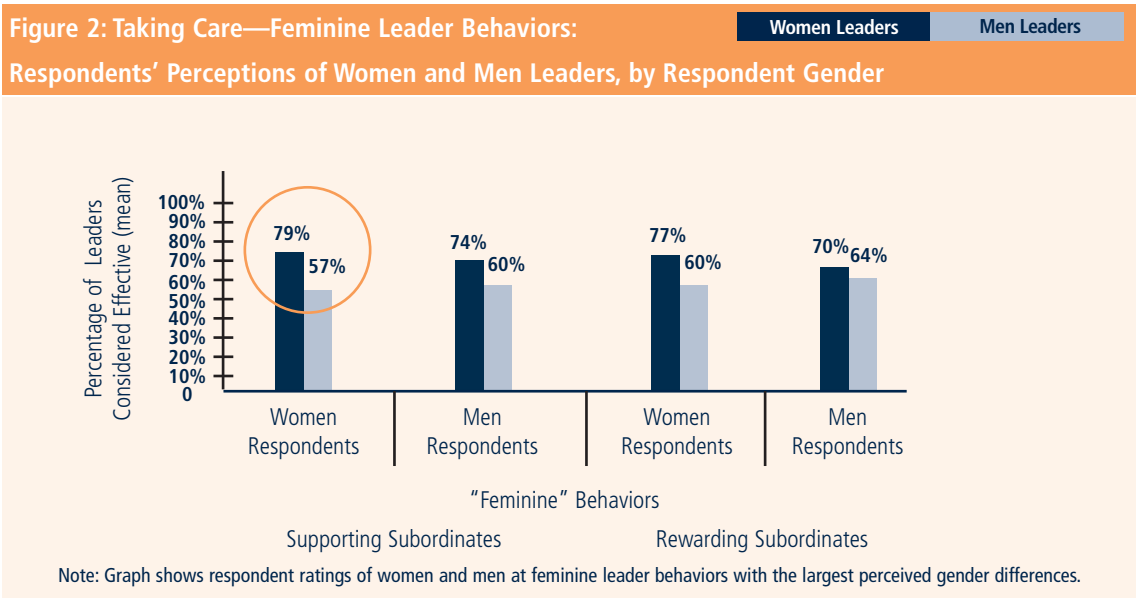 Figure 2: Taking Care—Feminine Leader Behaviors:
Women Leaders
Men Leaders
Respondents' Perceptions of Women and Men Leaders, by Respondent Gender
Percentage of Leaders
Considered Effective (mean)
100%
90%
80%
70%
60%
50%
40%
30%
20%
10%
0
79%
57%
74%
60%
77%
60%
70%
64%
Women
Respondents
Men
Respondents
Women
Respondents
Men
Respondents
“Feminine” Behaviors
Supporting Subordinates
Rewarding Subordinates
Note: Graph shows respondent ratings of women and men at feminine leader behaviors with the largest perceived gender differences.